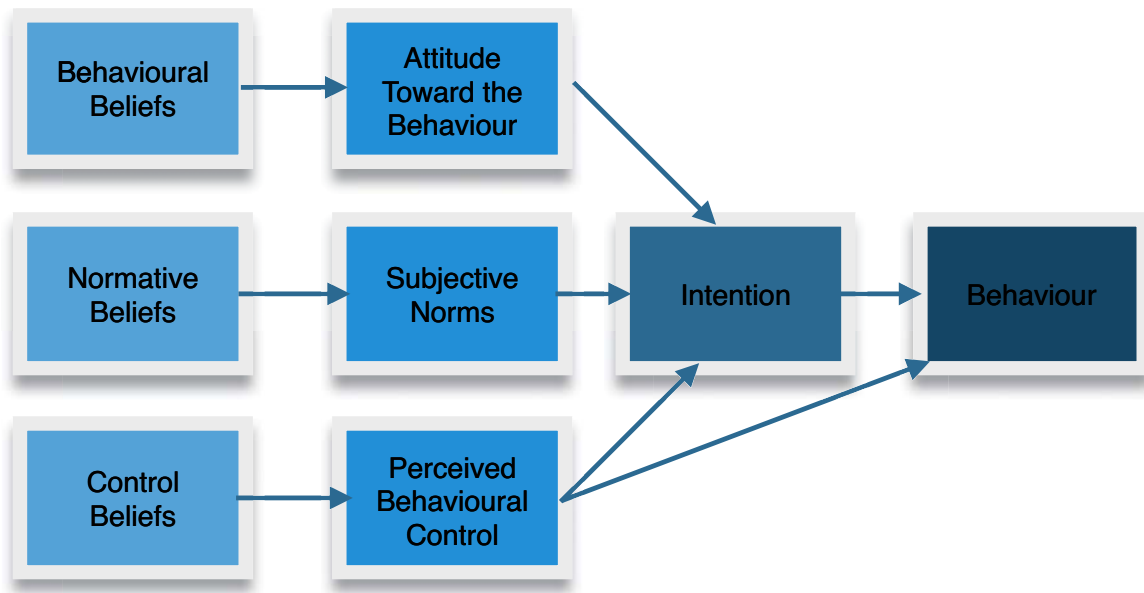 Behavioural
Beliefs
Attitude
Toward the
Behaviour
Normative
Beliefs
Subjective
Norms
Intention
Behaviour
Control
Beliefs
Perceived
Behavioural
Control